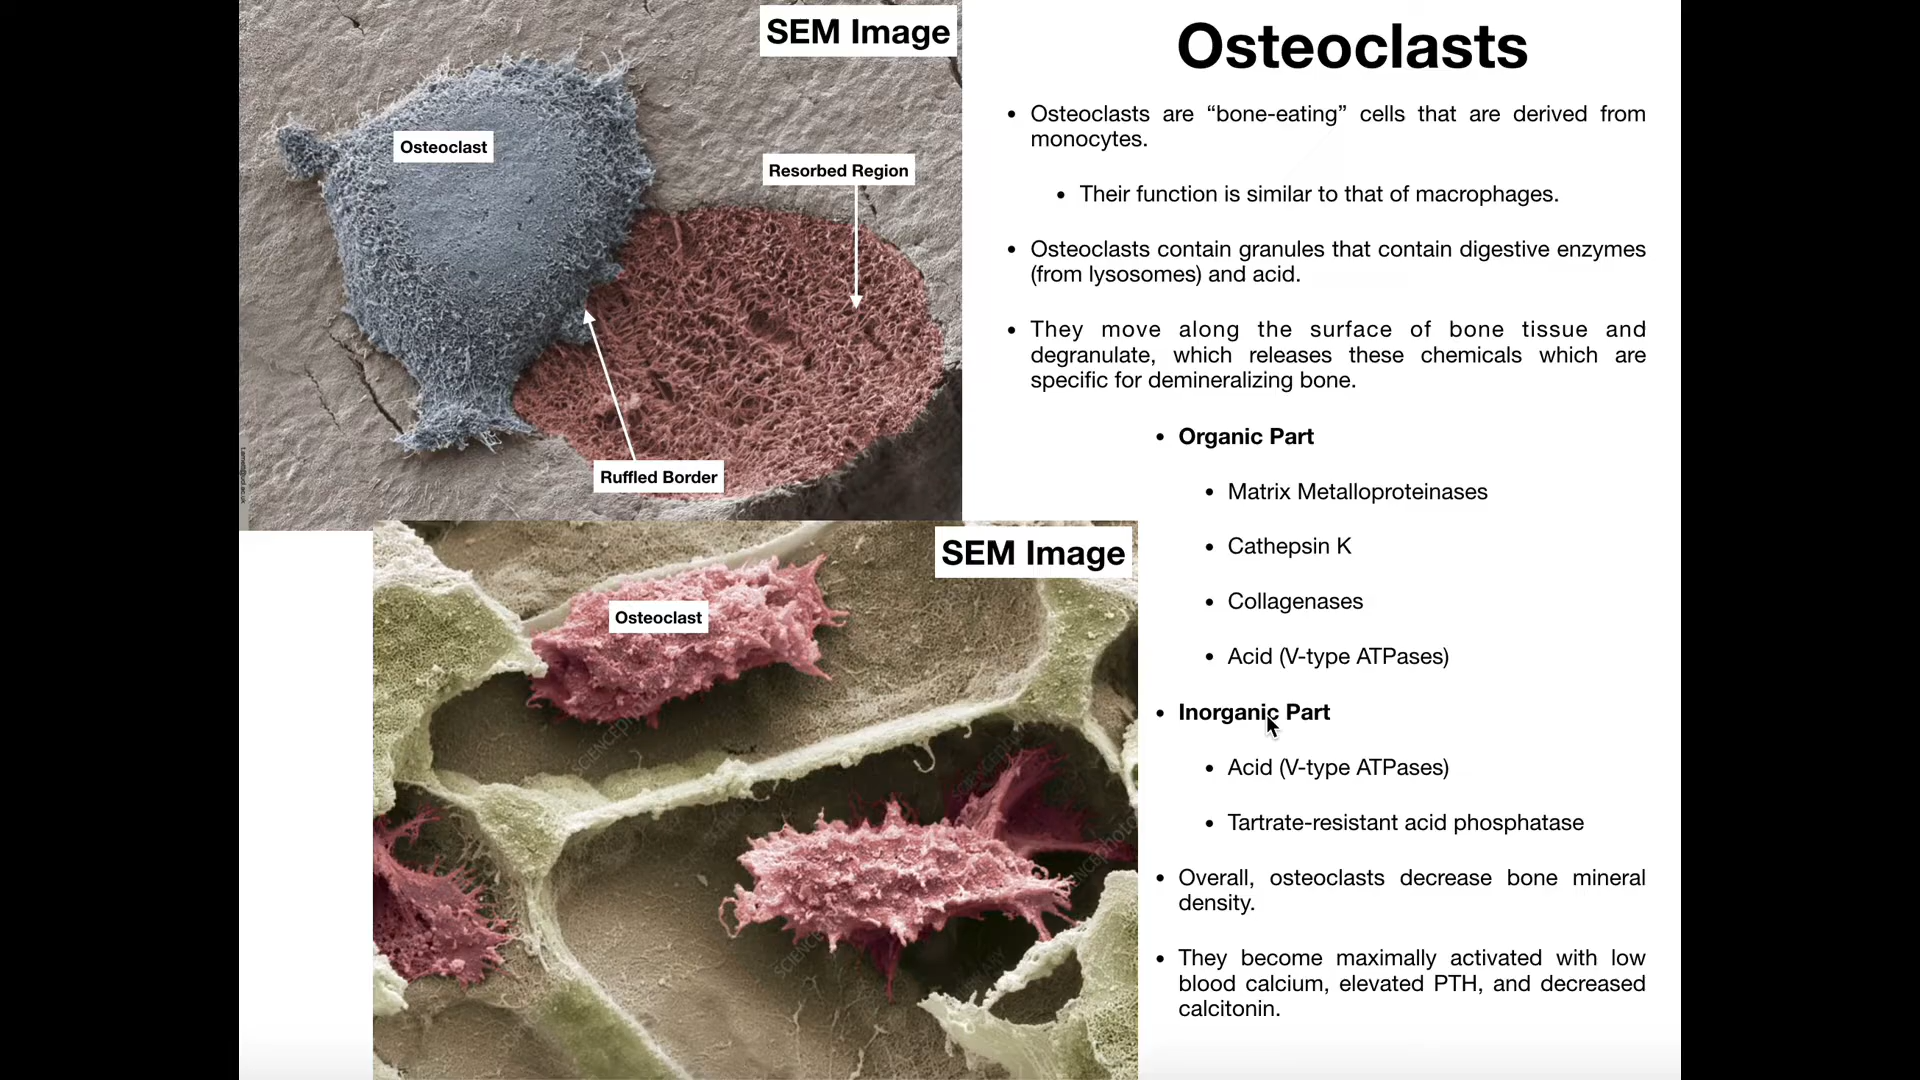 SEM Image
Osteoclast
Resorbed Region
Ruffled Border
SEM Image
Osteoclast
Osteoclasts
• Osteoclasts are “bone-eating” cells that are derived from
monocytes.
• Their function is similar to that of macrophages.
• Osteoclasts contain granules that contain digestive enzymes
(from lysosomes) and acid.
• They move along the surface of bone tissue and
degranulate, which releases these chemicals which are
specific for demineralizing bone.
• Organic Part
• Matrix Metalloproteinases
• Cathepsin K
• Collagenases
• Acid (V-type ATPases)
• Inorganic Part
• Acid (V-type ATPases)
• Tartrate-resistant acid phosphatase
• Overall, osteoclasts decrease bone mineral
density.
• They become maximally activated with low
blood calcium, elevated PTH, and decreased
calcitonin.